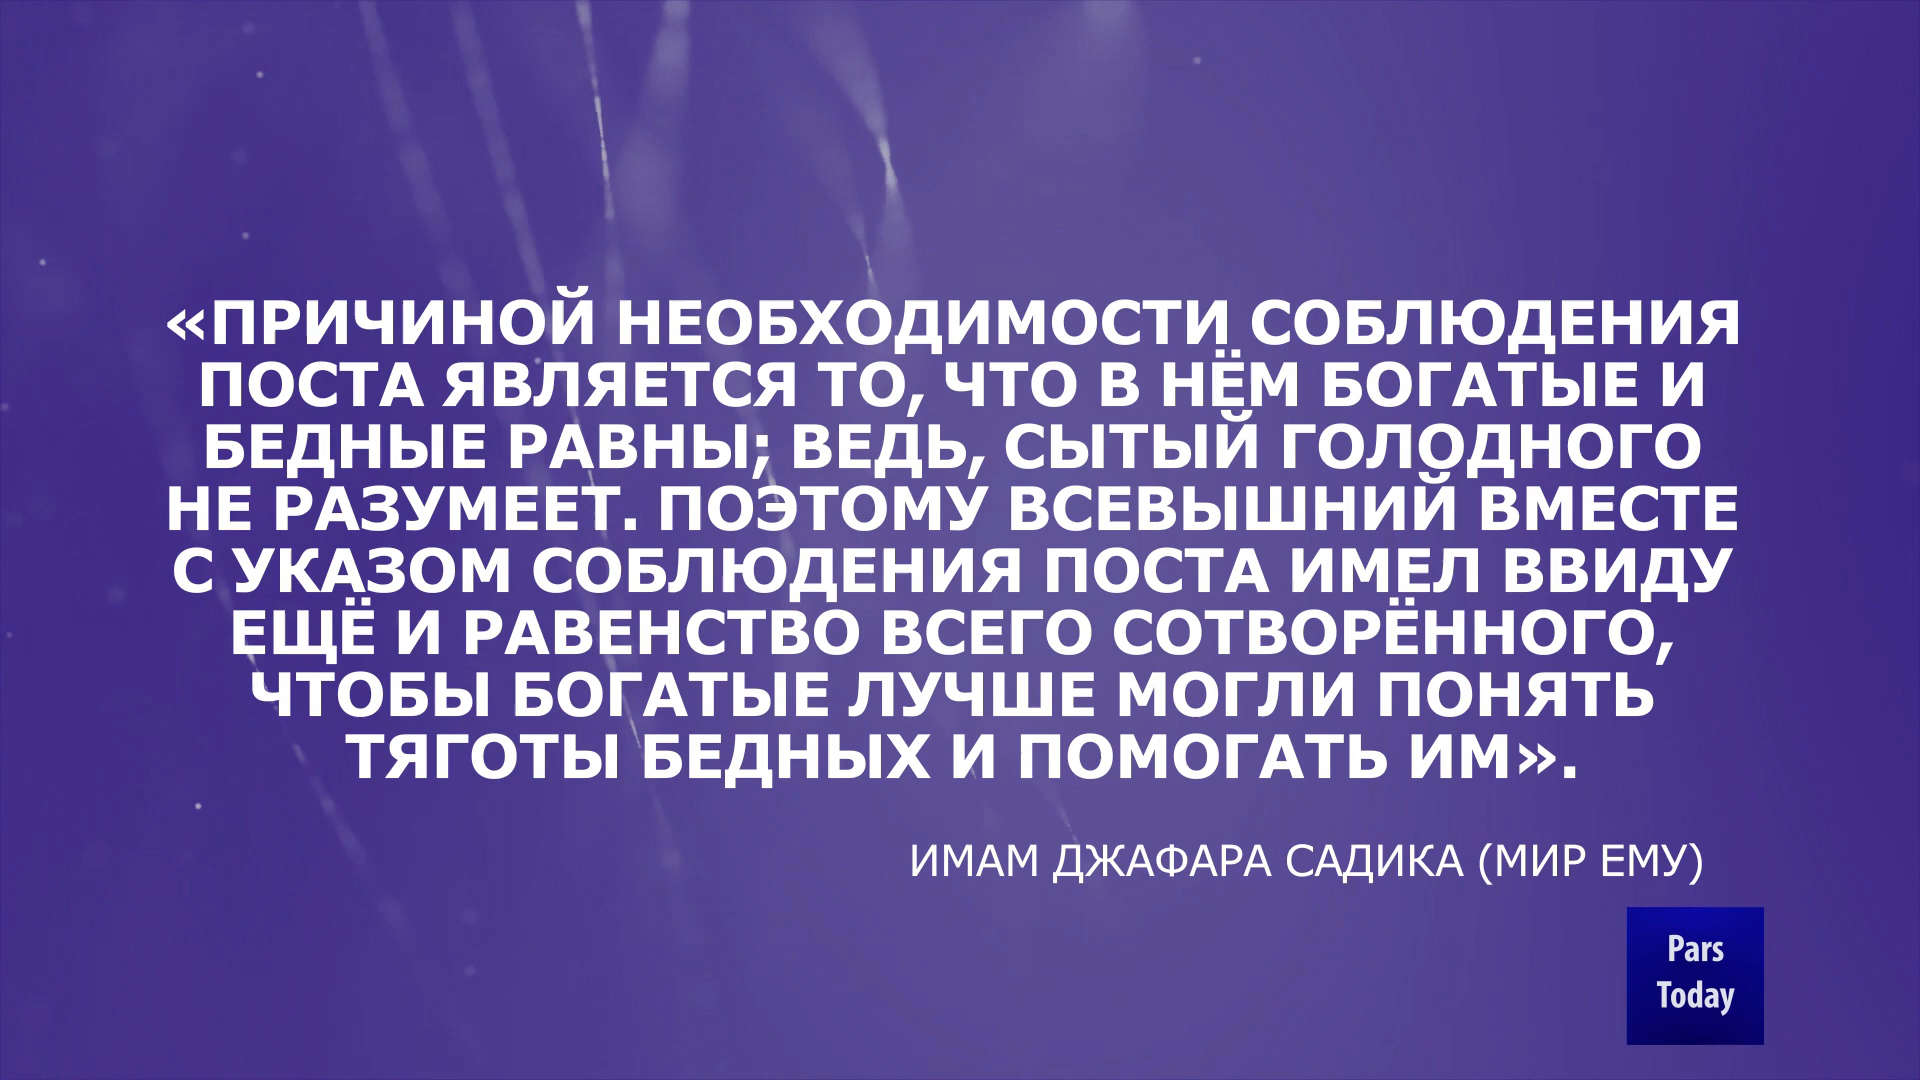 «ПРИЧИНОЙ НЕОБХОДИМОСТИ СОБЛЮДЕНИЯ
ПОСТА ЯВЛЯЕТСЯ ТО, ЧТО В НЁМ БОГАТЫЕ И
БЕДНЫЕ РАВНЫ; ВЕДЬ, СЫТЫЙ ГОЛОДНОГО
НЕ РАЗУМЕЕТ. ПОЭТОМУ ВСЕВЫШНИЙ ВМЕСТЕ
С УКАЗОМ СОБЛЮДЕНИЯ ПОСТА ИМЕЛ ВВИДУ
ЕЩЁ И РАВЕНСТВО ВСЕГО СОТВОРЁННОГО,
ЧТОБЫ БОГАТЫЕ ЛУЧШЕ МОГЛИ ПОНЯТЬ
ТЯГОТЫ БЕДНЫХ И ПОМОГАТЬ ИМ».
ИМАМ ДЖАФАРА САДИКА (МИР ЕМУ)
Pars
Today